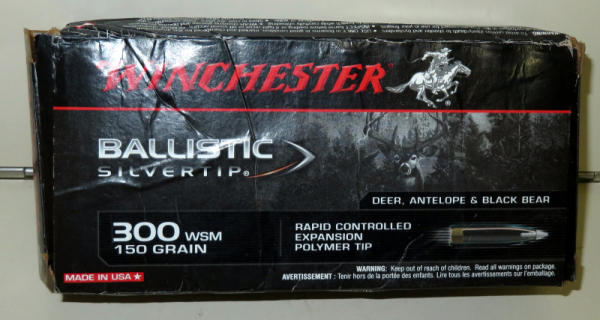 WINCHESTER
®
BALLISTIC
SILVERTIP®
DEER, ANTELOPE & BLACK BEAR
300 WSM
150 GRAIN
RAPID CONTROLLED
EXPANSION
POLYMER TIP
MADE IN USA
WARNING: Keep out of reach of children. Read all warnings on package.
AVERTISSEMENT : Tenir hors de la portée des enfants. Lire tous les avertissements sur l'emballage.